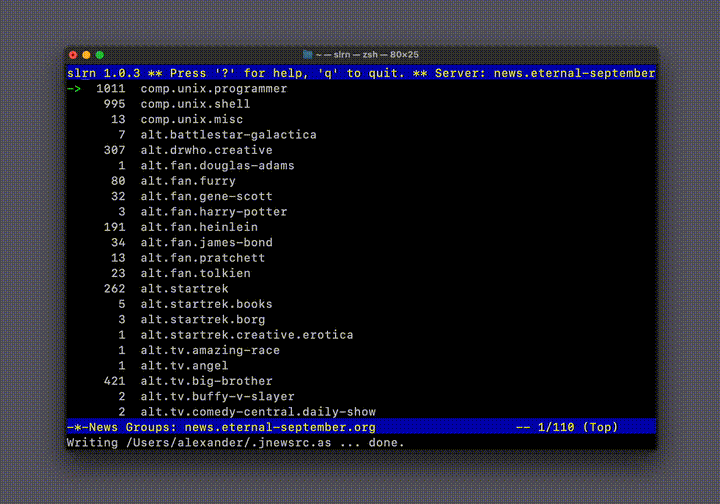 ~ — slrn — zsh — 80×25
slrn 1.0.3 ** Press '?' for help, 'q' to quit. ** Server: news.eternal-september
-> 1011 comp.unix.programmer
995 comp.unix.shell
13 comp.unix.misc
7 alt.battlestar-galactica
307 alt.drwho.creative
1 alt.fan.douglas-adams
80 alt.fan.furry
32 alt.fan.gene-scott
3 alt.fan.harry-potter
191 alt.fan.heinlein
34 alt.fan.james-bond
13 alt.fan.pratchett
23 alt.fan.tolkien
262 alt.startrek
5 alt.startrek.books
3 alt.startrek.borg
1 alt.startrek.creative.erotica
1 alt.tv.amazing-race
1 alt.tv.angel
421 alt.tv.big-brother
2 alt.tv.buffy-v-slayer
2 alt.tv.comedy-central.daily-show
-*-News Groups: news.eternal-september.org -- 1/110 (Top)
Writing /Users/alexander/.jnewsrc.as ... done.